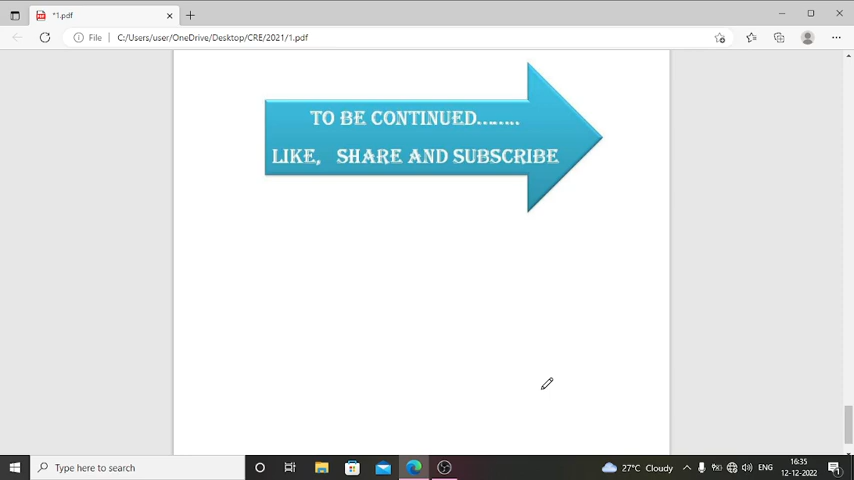 *1.pdf
File
C:/Users/user/OneDrive/Desktop/CRE/2021/1.pdf
TO BE CONTINUED........
LIKE, SHARE AND SUBSCRIBE
Type here to search
27°C Cloudy
ENG
16:35
12-12-2022
1